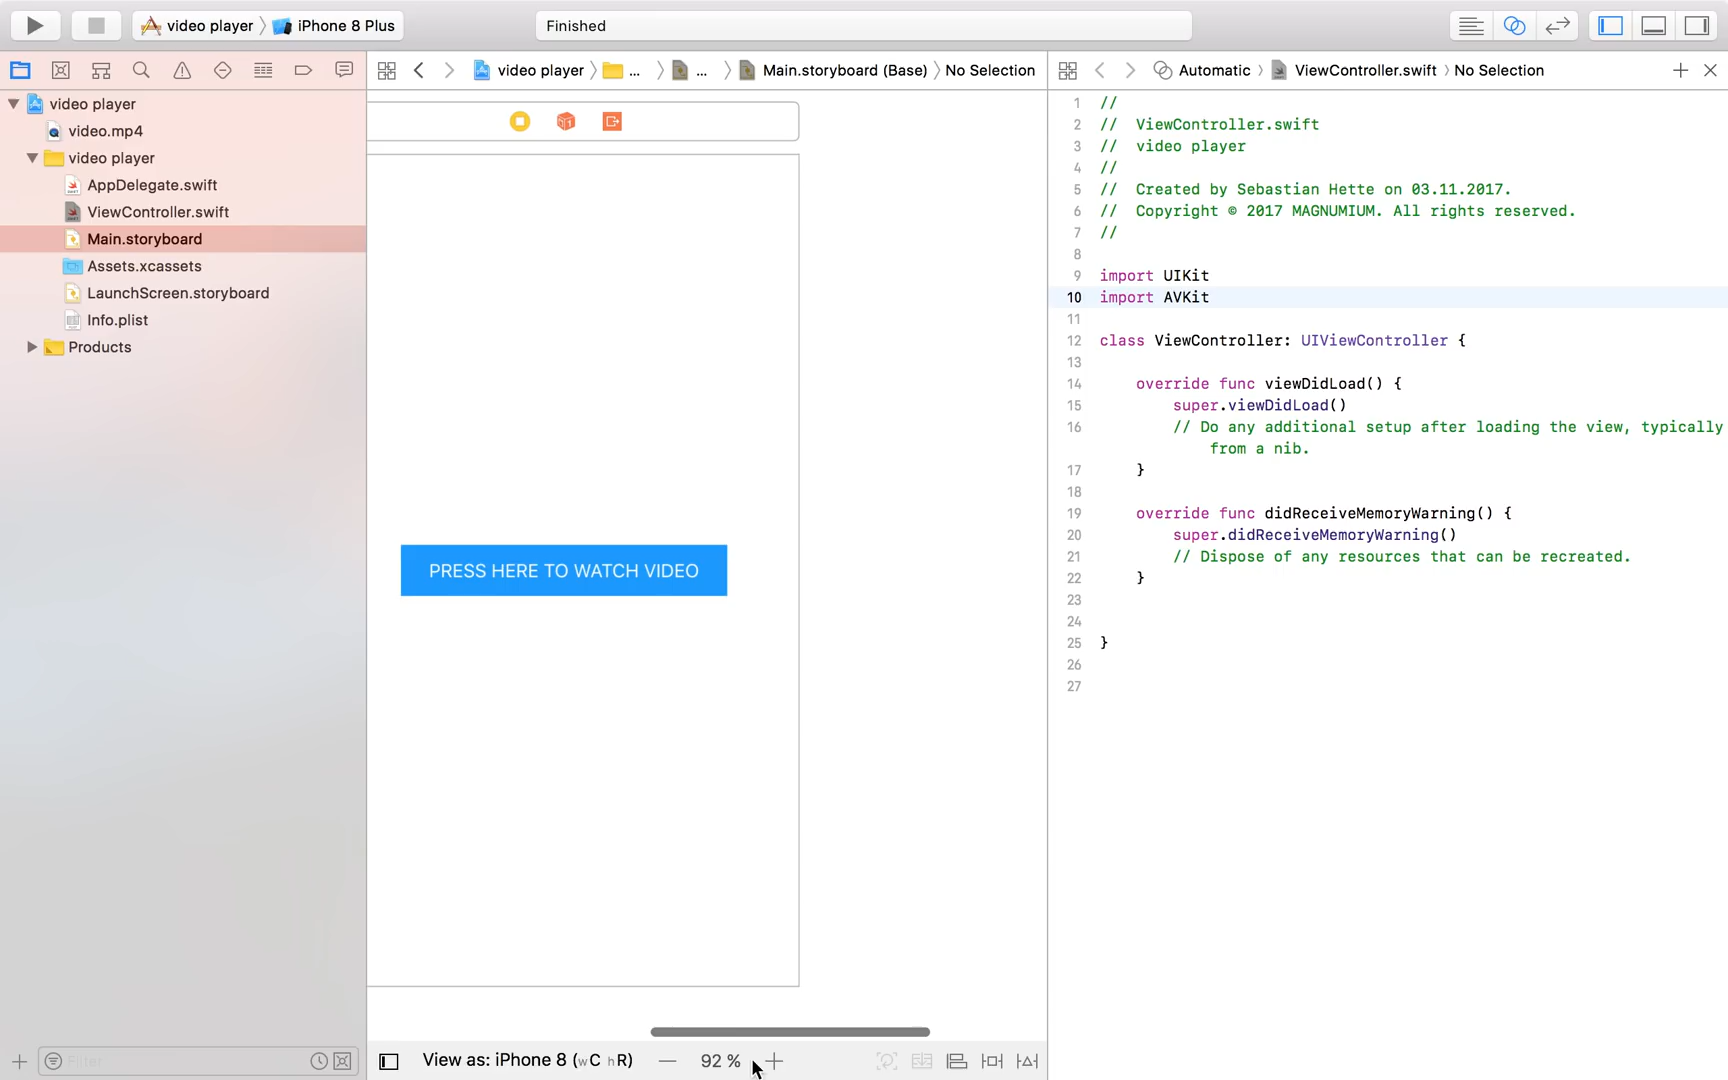 video player 〉 iPhone 8 Plus
Finished
video player 〉 ... 〉 ... 〉 Main.storyboard (Base) 〉 No Selection
Automatic 〉 ViewController.swift 〉 No Selection
video player
video.mp4
video player
AppDelegate.swift
ViewController.swift
Main.storyboard
Assets.xcassets
LaunchScreen.storyboard
Info.plist
Products
Filter
PRESS HERE TO WATCH VIDEO
View as: iPhone 8 (wC hR)
92 %
1 //
2 //  ViewController.swift
3 //  video player
4 //
5 //  Created by Sebastian Hette on 03.11.2017.
6 //  Copyright © 2017 MAGNUMIUM. All rights reserved.
7 //
8
9 import UIKit
10 import AVKit
11
12 class ViewController: UIViewController {
13
14     override func viewDidLoad() {
15         super.viewDidLoad()
16         // Do any additional setup after loading the view, typically
from a nib.
17     }
18
19     override func didReceiveMemoryWarning() {
20         super.didReceiveMemoryWarning()
21         // Dispose of any resources that can be recreated.
22     }
23
24
25 }
26
27